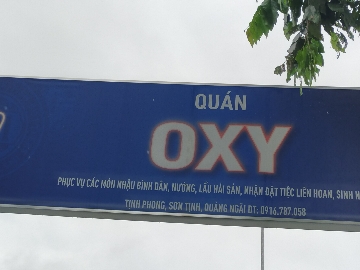 QUÁN
OXY
PHỤC VỤ CÁC MÓN NHẬU BÌNH DÂN, NƯỚNG, LẨU HẢI SẢN, NHẬN ĐẶT TIỆC LIÊN HOAN, SINH
TỊNH PHONG, SƠN TỊNH, QUẢNG NGÃI ĐT: 0916.787.058